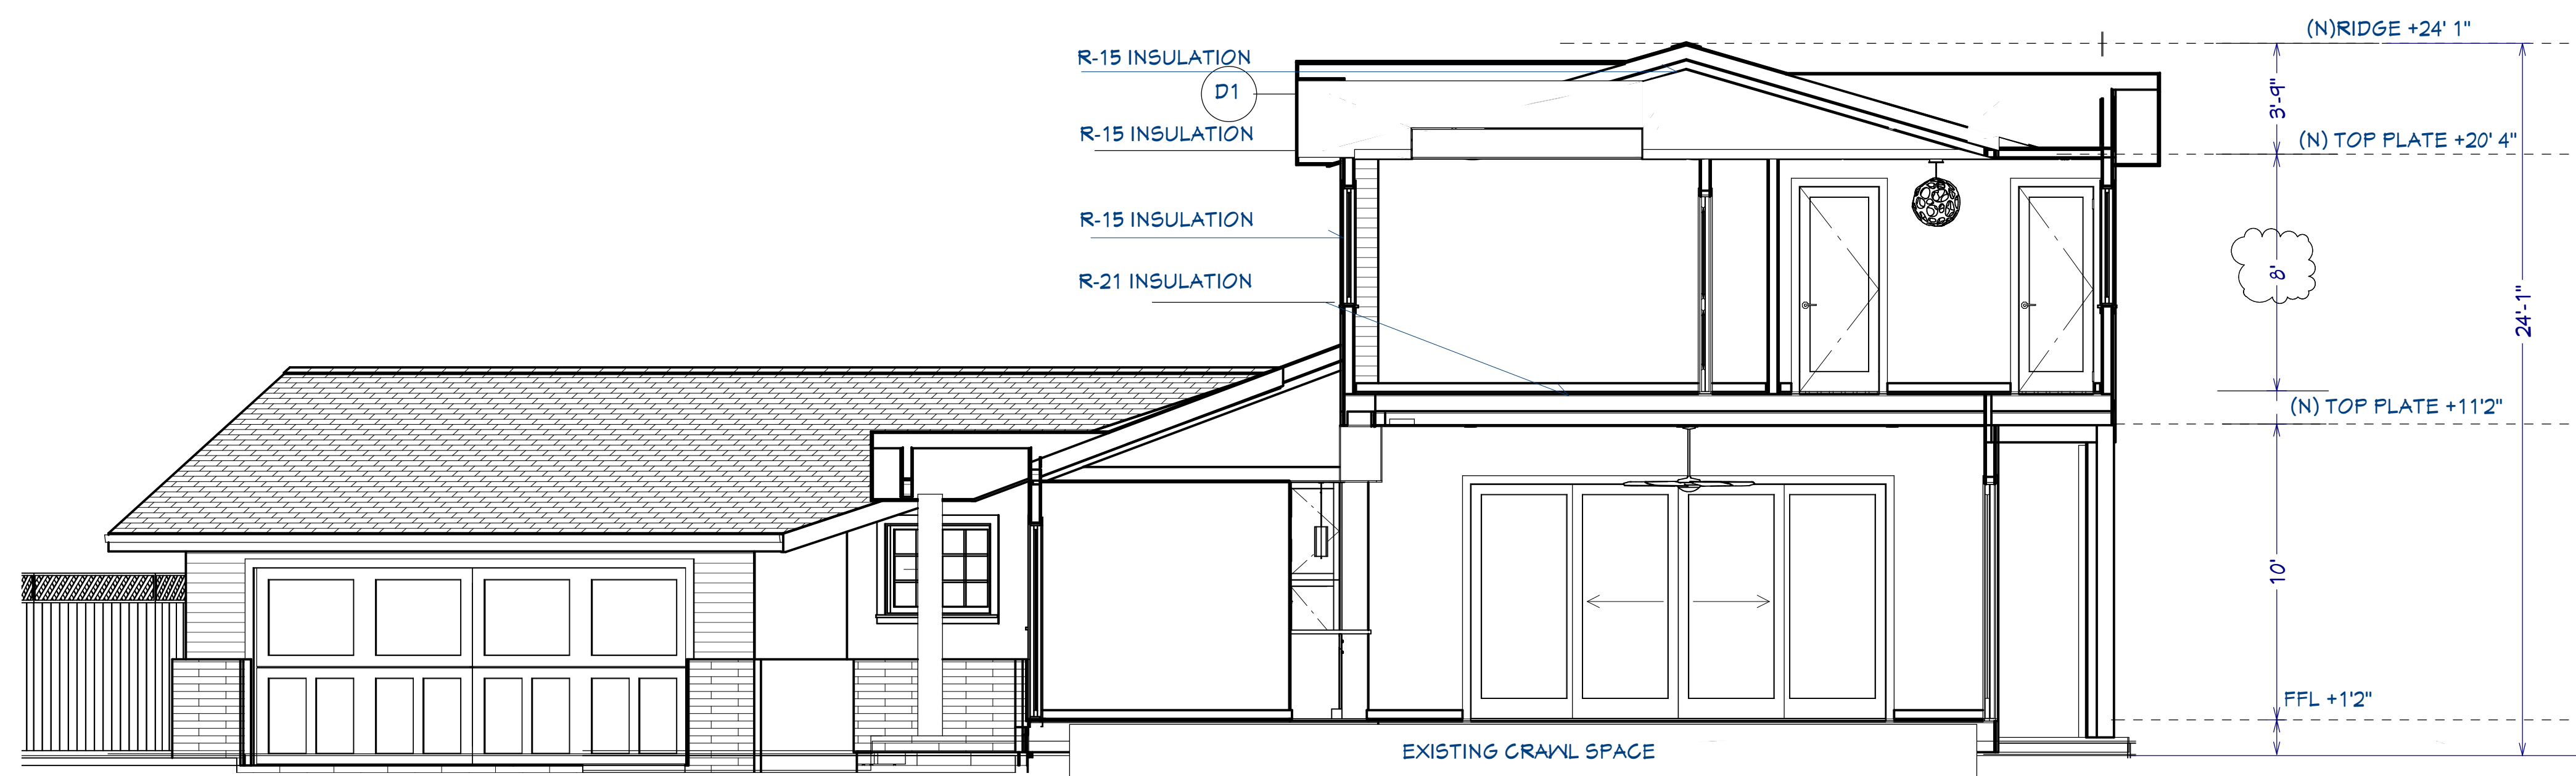 (N)RIDGE +24' 1"
R-15 INSULATION
D1
3'-9"
R-15 INSULATION
(N) TOP PLATE +20' 4"
R-15 INSULATION
8'
R-21 INSULATION
24'-1"
(N) TOP PLATE +11'2"
10'
FFL +1'2"
EXISTING CRAWL SPACE